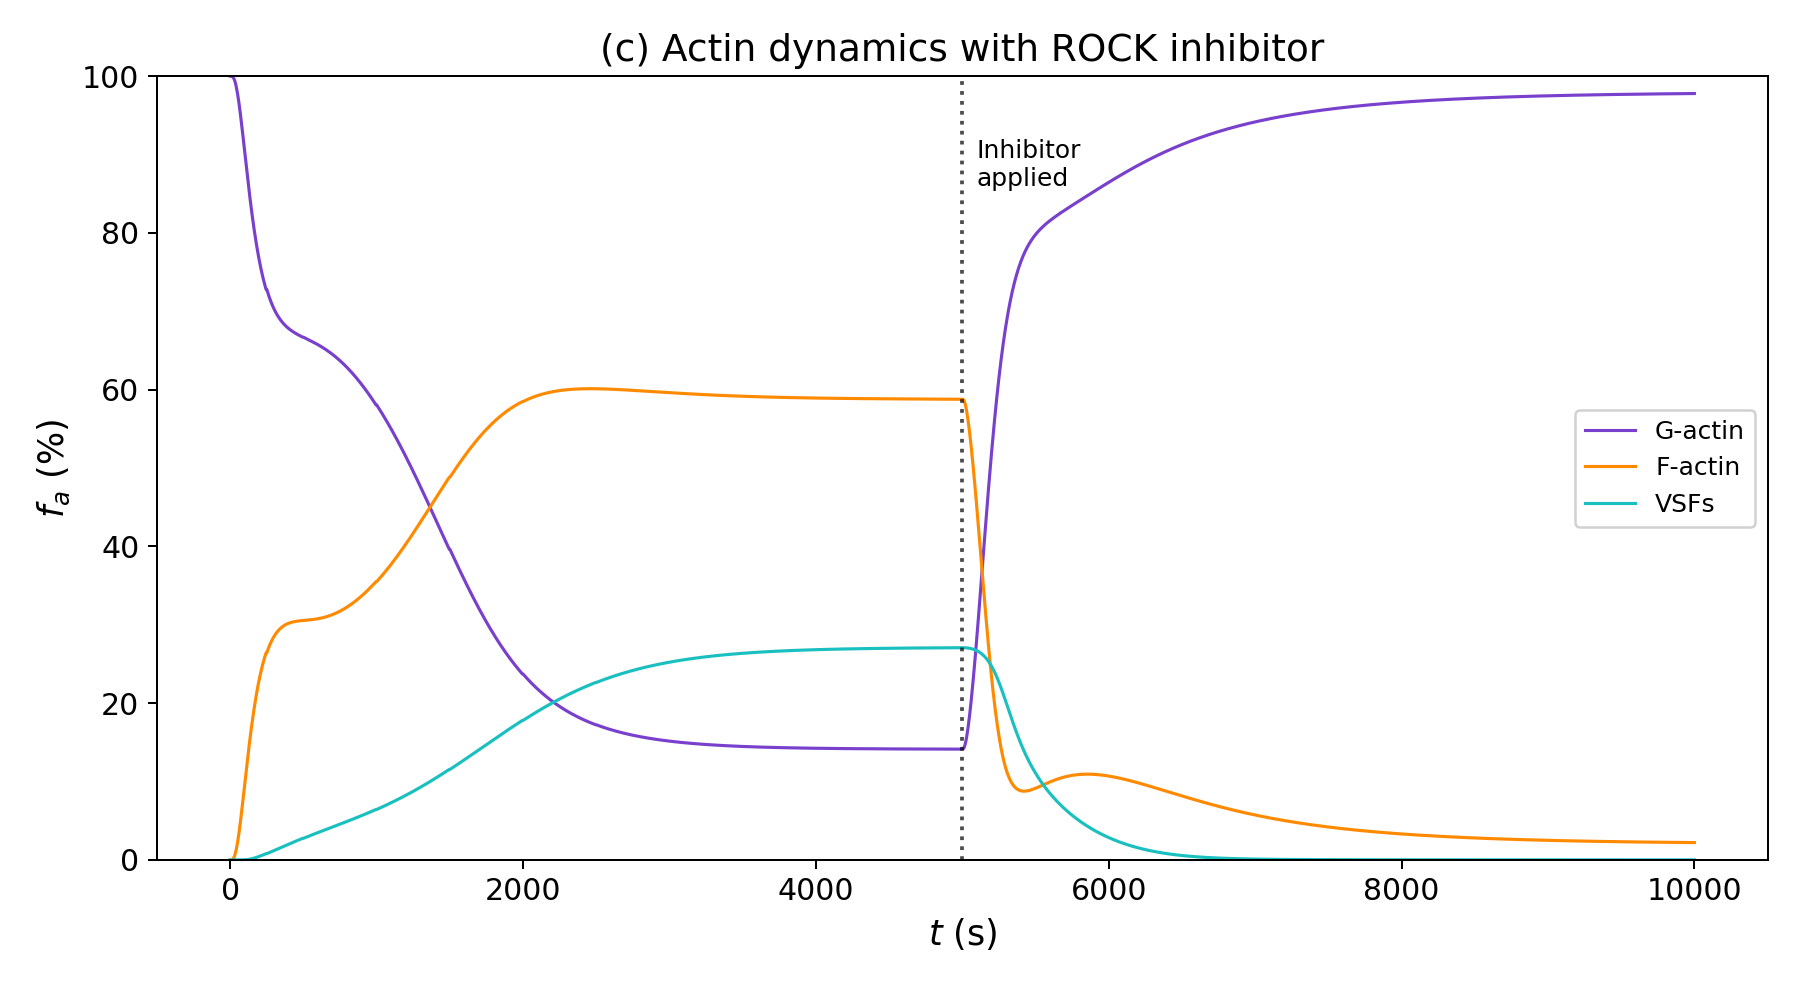 (c) Actin dynamics with ROCK inhibitor
100
80
60
40
20
0
fₐ (%)
Inhibitor
applied
G-actin
F-actin
VSFs
0 2000 4000 6000 8000 10000
t (s)